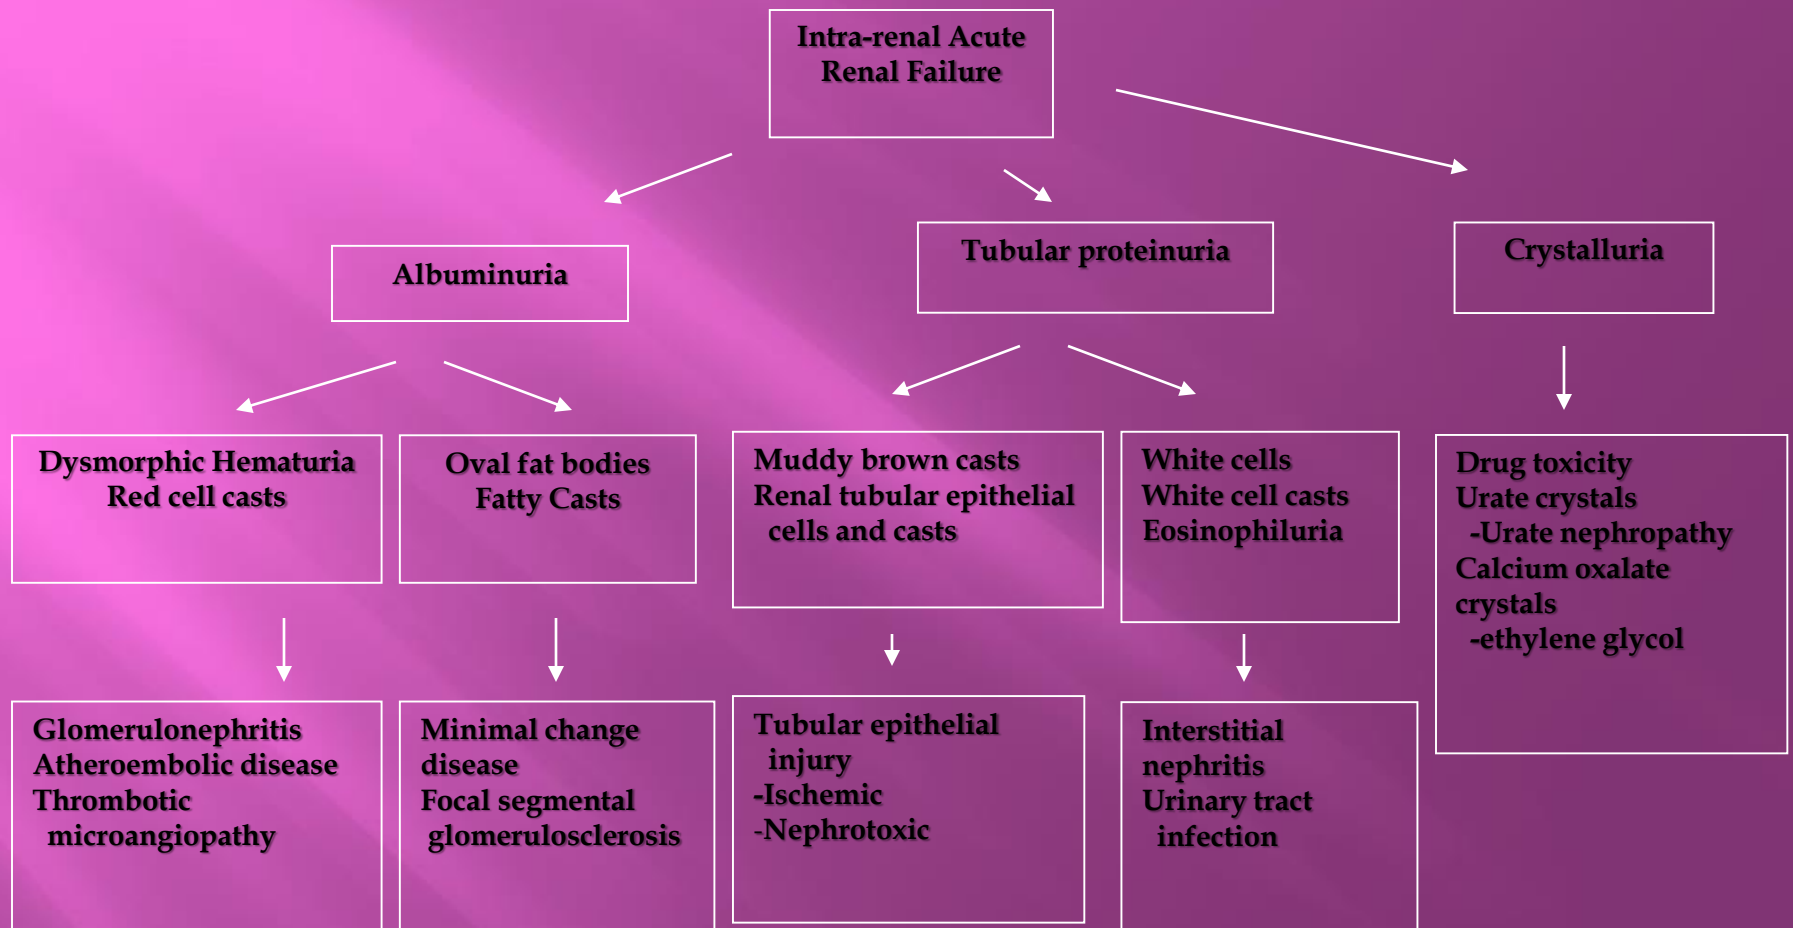 Intra-renal Acute
Renal Failure
Albuminuria
Tubular proteinuria
Crystalluria
Dysmorphic Hematuria
Red cell casts
Oval fat bodies
Fatty Casts
Muddy brown casts
Renal tubular epithelial
cells and casts
White cells
White cell casts
Eosinophiluria
Drug toxicity
Urate crystals
-Urate nephropathy
Calcium oxalate
crystals
-ethylene glycol
Glomerulonephritis
Atheroembolic disease
Thrombotic
microangiopathy
Minimal change
disease
Focal segmental
glomerulosclerosis
Tubular epithelial
injury
-Ischemic
-Nephrotoxic
Interstitial
nephritis
Urinary tract
infection